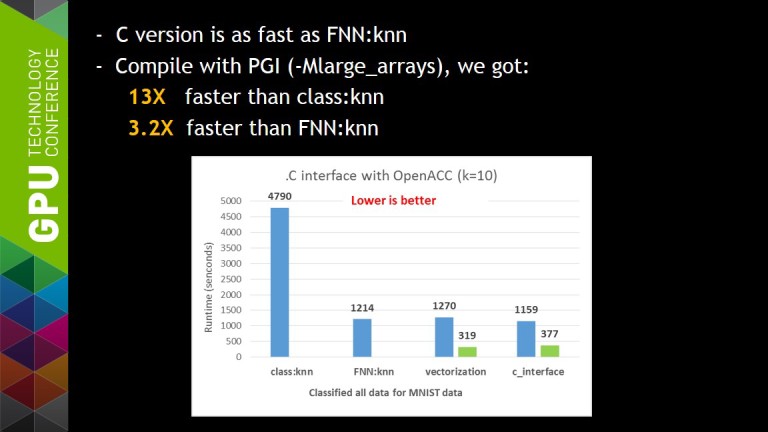 GPU TECHNOLOGY
CONFERENCE
- C version is as fast as FNN:knn
- Compile with PGI (-Mlarge_arrays), we got:
13X faster than class:knn
3.2X faster than FNN:knn
.C interface with OpenACC (k=10)
Lower is better
Runtime (senconds)
5000
4500
4000
3500
3000
2500
2000
1500
1000
500
0
4790
1214
1270
319
1159
377
class:knn FNN:knn vectorization c_interface
Classified all data for MNIST data